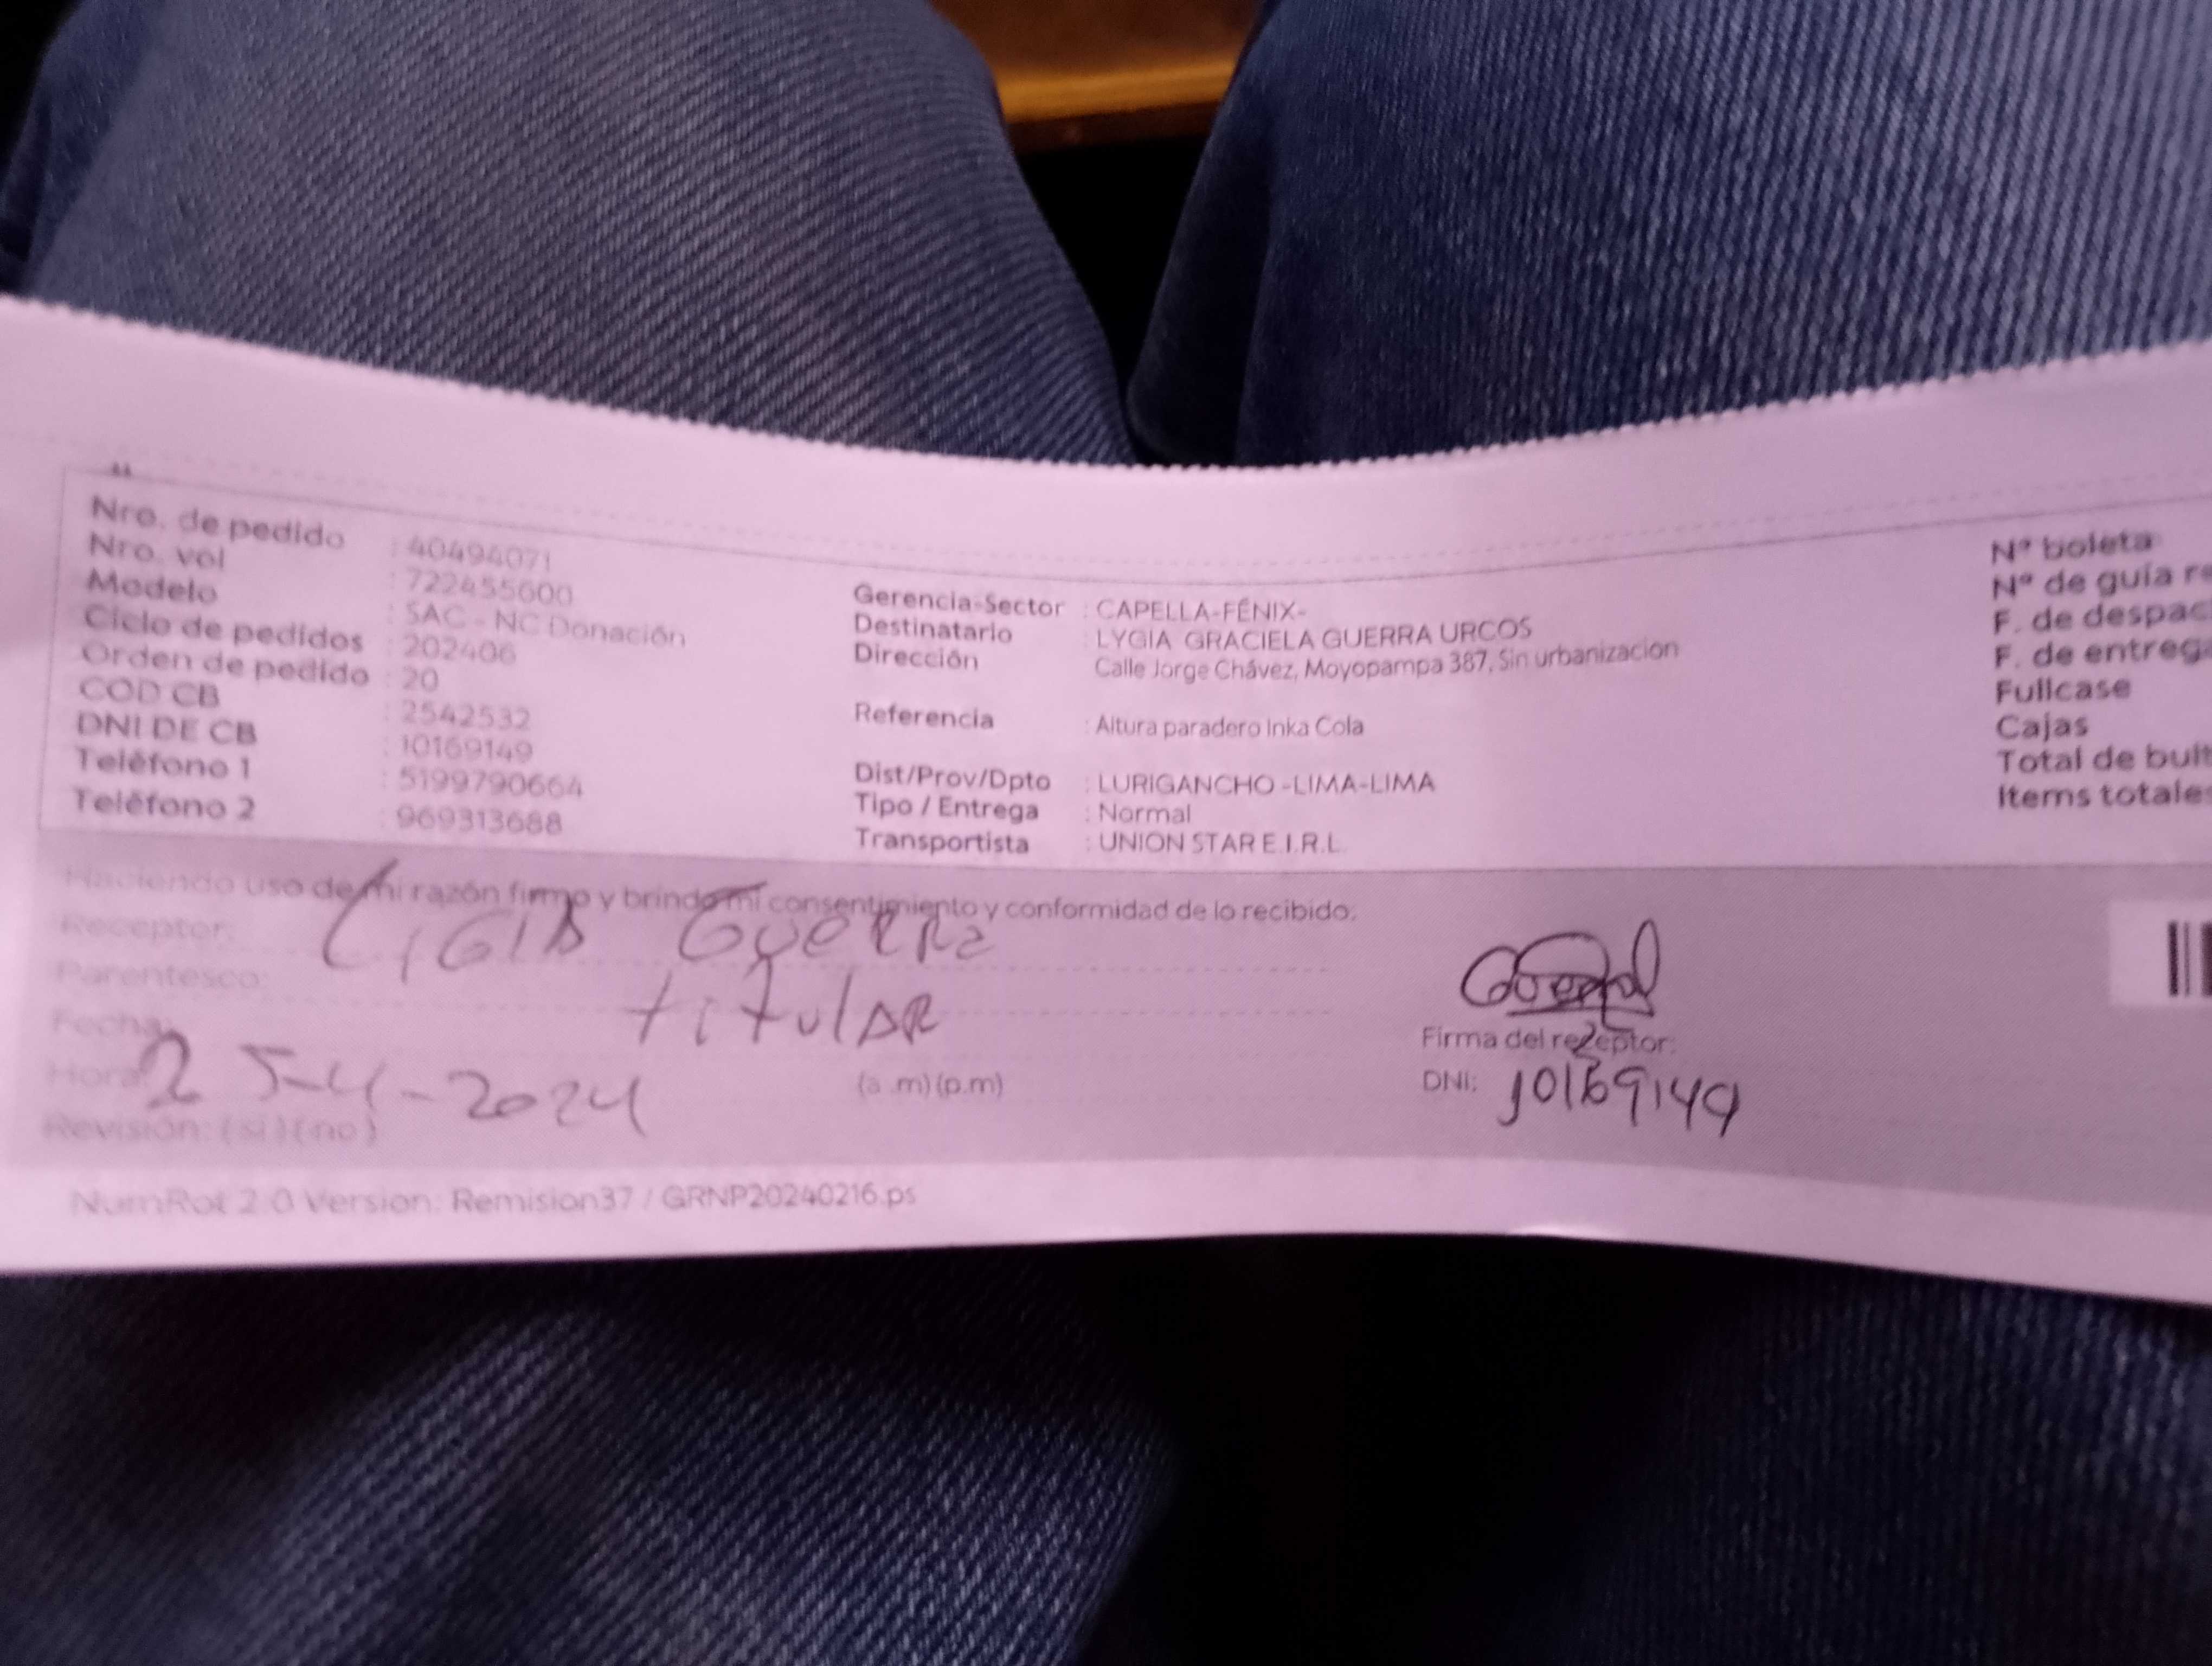 Nro. de pedido : 40494071
Nro. vol : 722455600
Modelo : SAC - NC Donación
Ciclo de pedidos : 202406
Orden de pedido : 20
COD CB : 2542532
DNI DE CB : 10169149
Teléfono 1 : 5199790664
Teléfono 2 : 969313688
Gerencia-Sector : CAPELLA-FÉNIX-
Destinatario : LYGIA GRACIELA GUERRA URCOS
Dirección : Calle Jorge Chávez, Moyopampa 387, Sin urbanizacion
Referencia : Altura paradero Inka Cola
Dist/Prov/Dpto : LURIGANCHO -LIMA-LIMA
Tipo / Entrega : Normal
Transportista : UNION STAR E.I.R.L.
N° boleta
N° de guía re
F. de despac
F. de entrega
Fullcase
Cajas
Total de bult
Items totales
Haciendo uso de mi razón firmo y brindo mi consentimiento y conformidad de lo recibido.
Receptor: LIGIA GUERRA
Parentesco: titulAR
Fecha: 25-4-2024
Hora: (a .m) (p.m)
Revisión: (si) (no)
Firma del receptor:
DNI: 10169149
NumRot 2.0 Version: Remision37 / GRNP20240216.ps